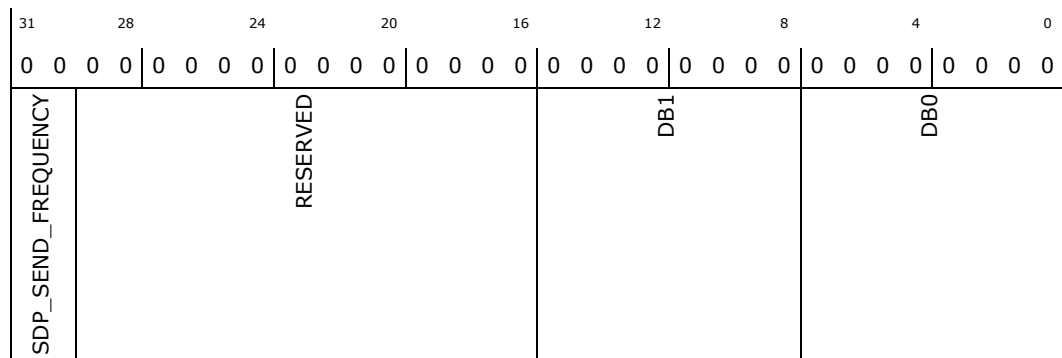 31 28 24 20 16 12 8 4 0
0 0 0 0 0 0 0 0 0 0 0 0 0 0 0 0 0 0 0 0 0 0 0 0 0 0 0 0 0 0 0 0
SDP_SEND_FREQUENCY
RESERVED
DB1
DB0